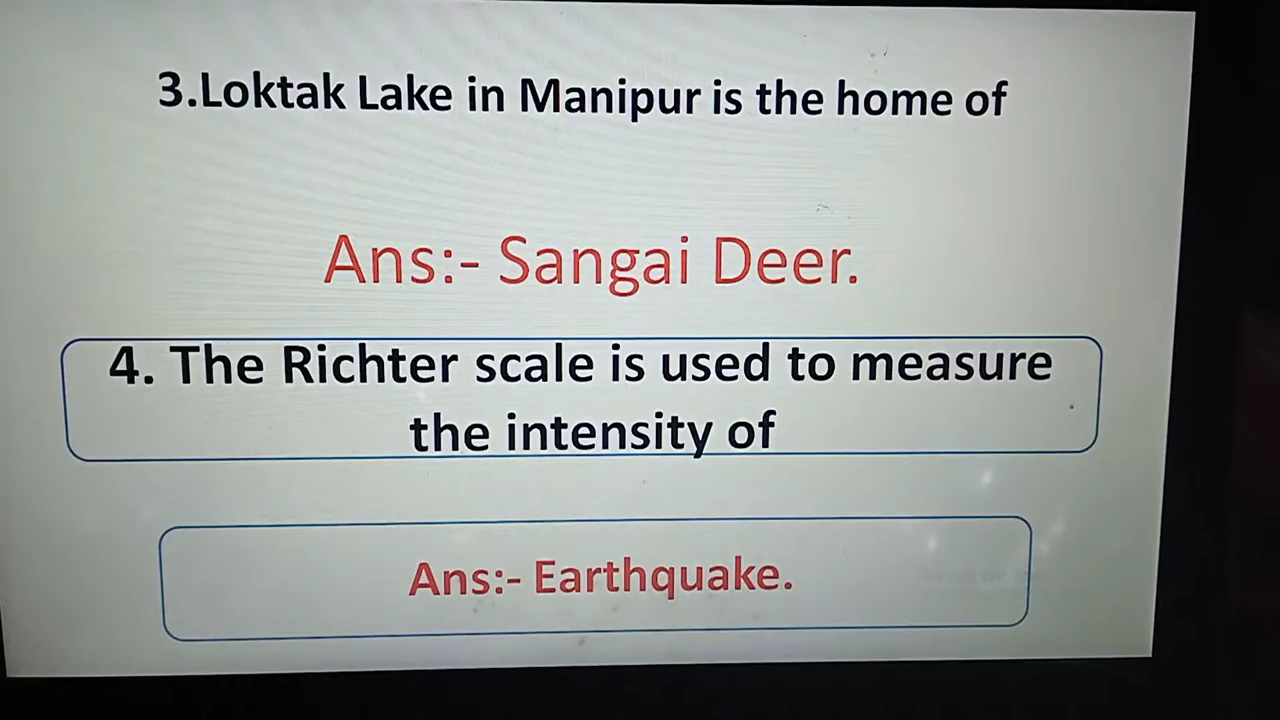 3.Loktak Lake in Manipur is the home of
Ans:- Sangai Deer.
4. The Richter scale is used to measure
the intensity of
Ans:- Earthquake.